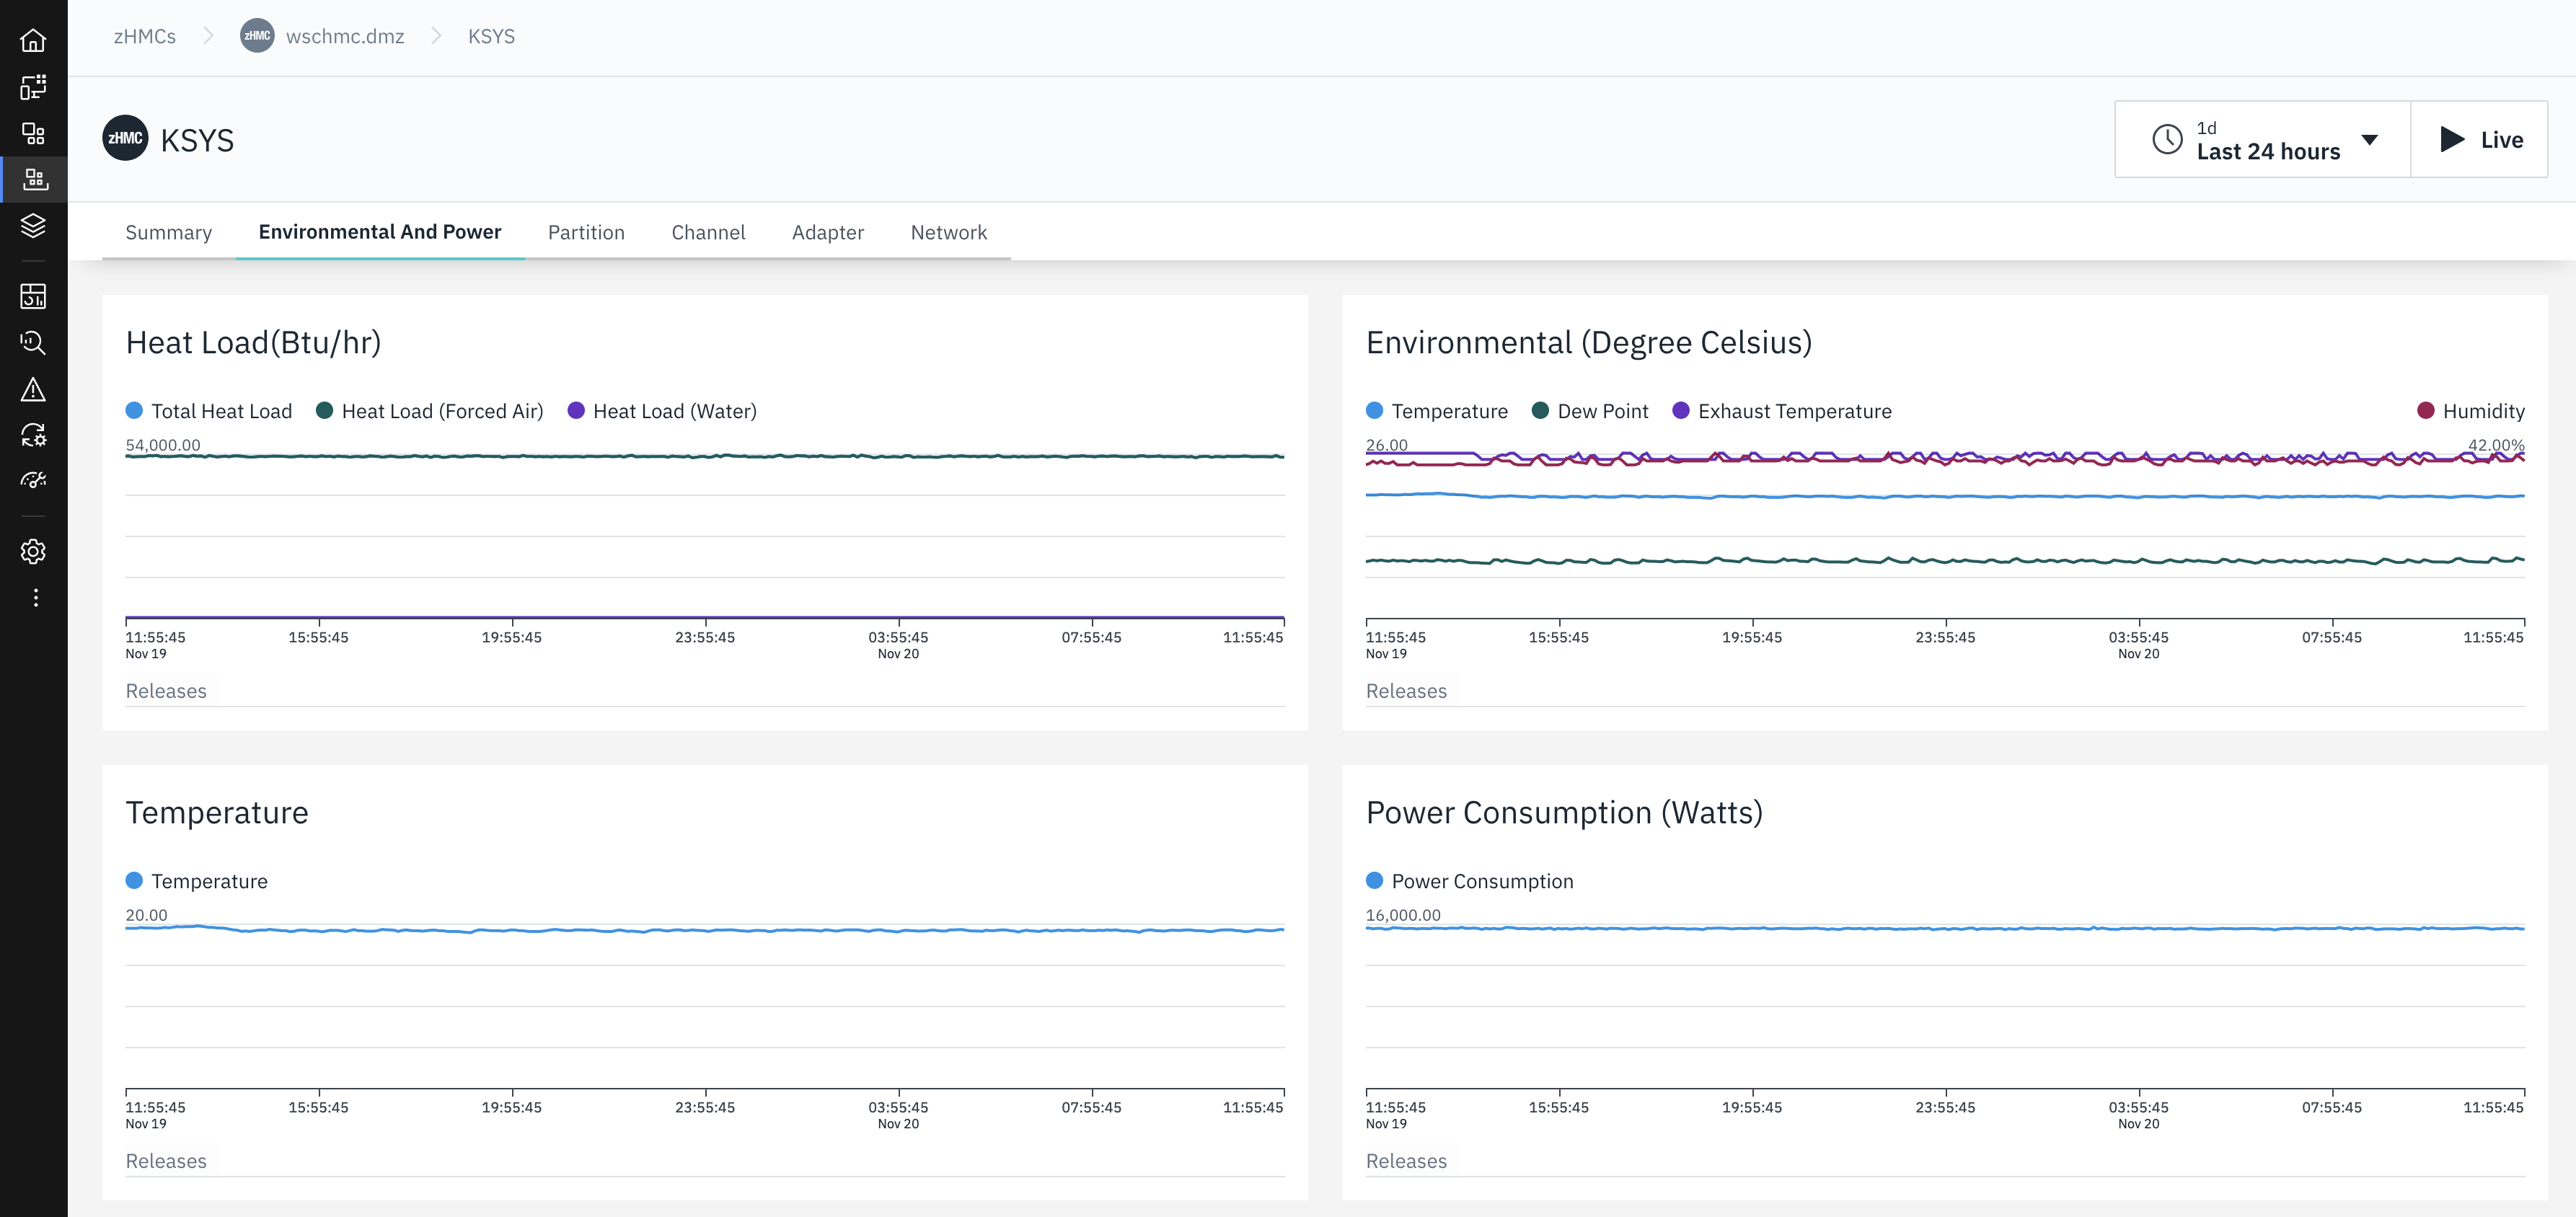 zHMCs
zHMC wschmc.dmz
KSYS
zHMC KSYS
1d
Last 24 hours
Live
Summary
Environmental And Power
Partition
Channel
Adapter
Network
Heat Load(Btu/hr)
Total Heat Load
Heat Load (Forced Air)
Heat Load (Water)
54,000.00
11:55:45
15:55:45
19:55:45
23:55:45
03:55:45
07:55:45
11:55:45
Nov 19
Nov 20
Releases
Environmental (Degree Celsius)
Temperature
Dew Point
Exhaust Temperature
Humidity
26.00
42.00%
11:55:45
15:55:45
19:55:45
23:55:45
03:55:45
07:55:45
11:55:45
Nov 19
Nov 20
Releases
Temperature
Temperature
20.00
11:55:45
15:55:45
19:55:45
23:55:45
03:55:45
07:55:45
11:55:45
Nov 19
Nov 20
Releases
Power Consumption (Watts)
Power Consumption
16,000.00
11:55:45
15:55:45
19:55:45
23:55:45
03:55:45
07:55:45
11:55:45
Nov 19
Nov 20
Releases